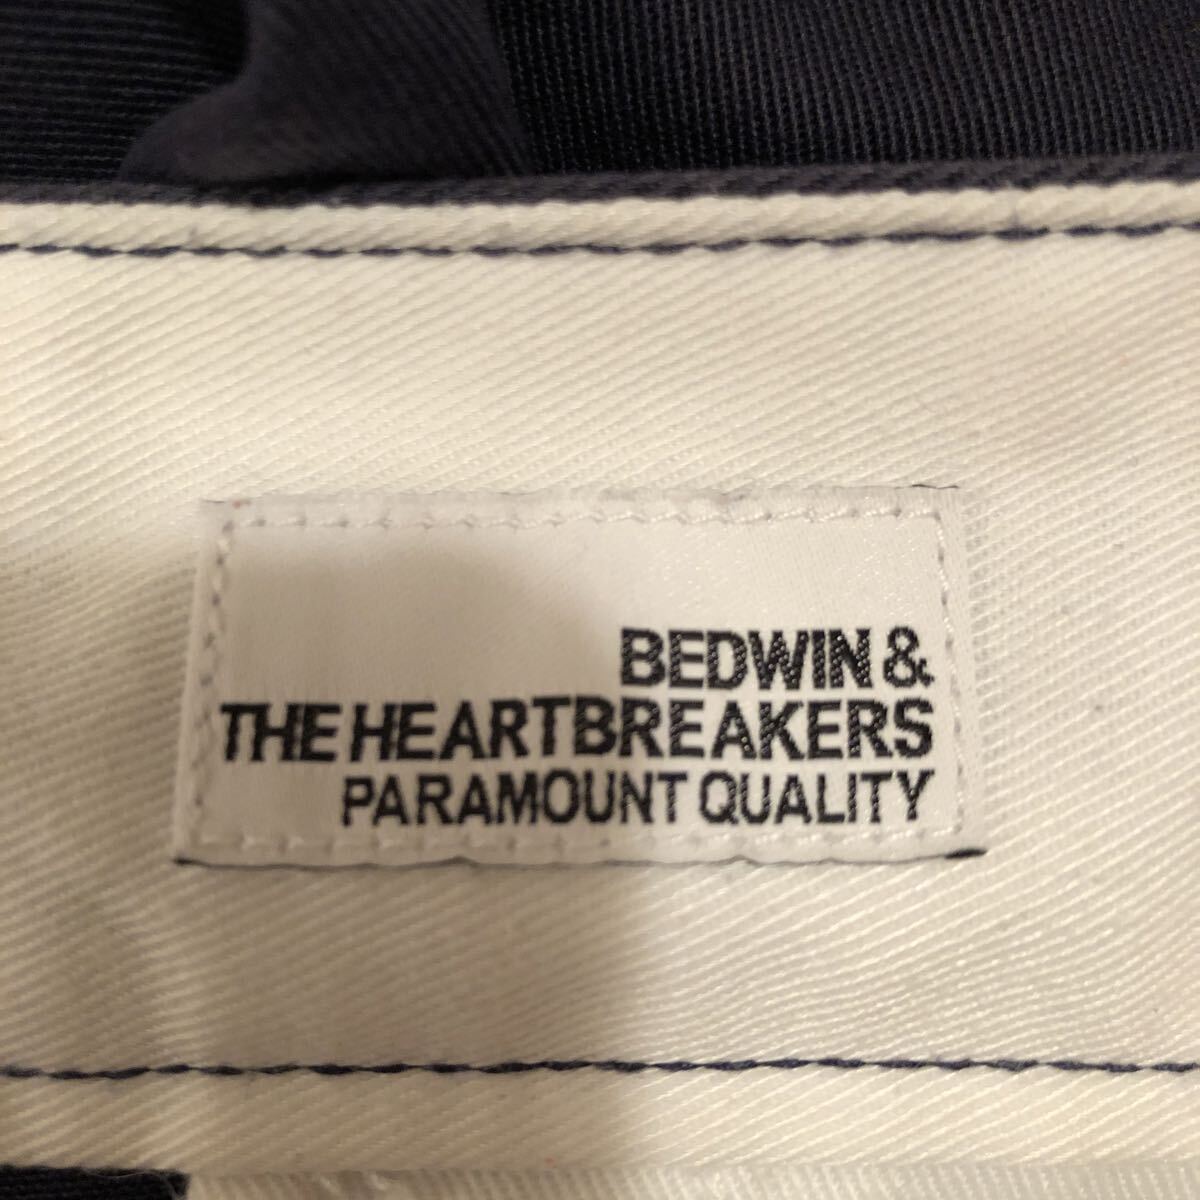 BEDWIN &
THE HEARTBREAKERS
PARAMOUNT QUALITY